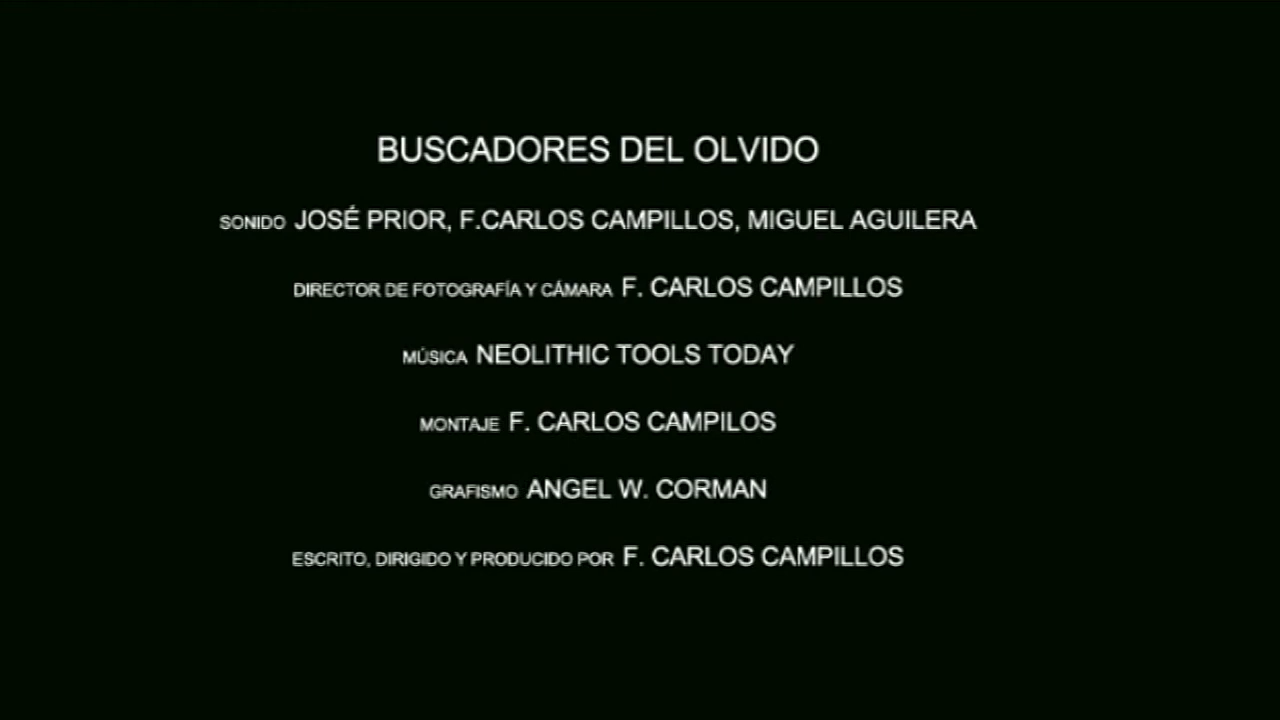 BUSCADORES DEL OLVIDO
SONIDO JOSÉ PRIOR, F.CARLOS CAMPILLOS, MIGUEL AGUILERA
DIRECTOR DE FOTOGRAFÍA Y CÁMARA F. CARLOS CAMPILLOS
MÚSICA NEOLITHIC TOOLS TODAY
MONTAJE F. CARLOS CAMPILOS
GRAFISMO ANGEL W. CORMAN
ESCRITO, DIRIGIDO Y PRODUCIDO POR F. CARLOS CAMPILLOS